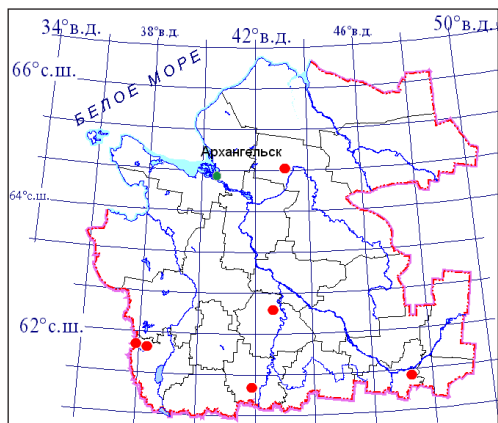 34°в.д.
38°в.д.
42°в.д.
46°в.д.
50°в.д.
66°с.ш.
БЕЛОЕ МОРЕ
Архангельск
64°с.ш.
62°с.ш.